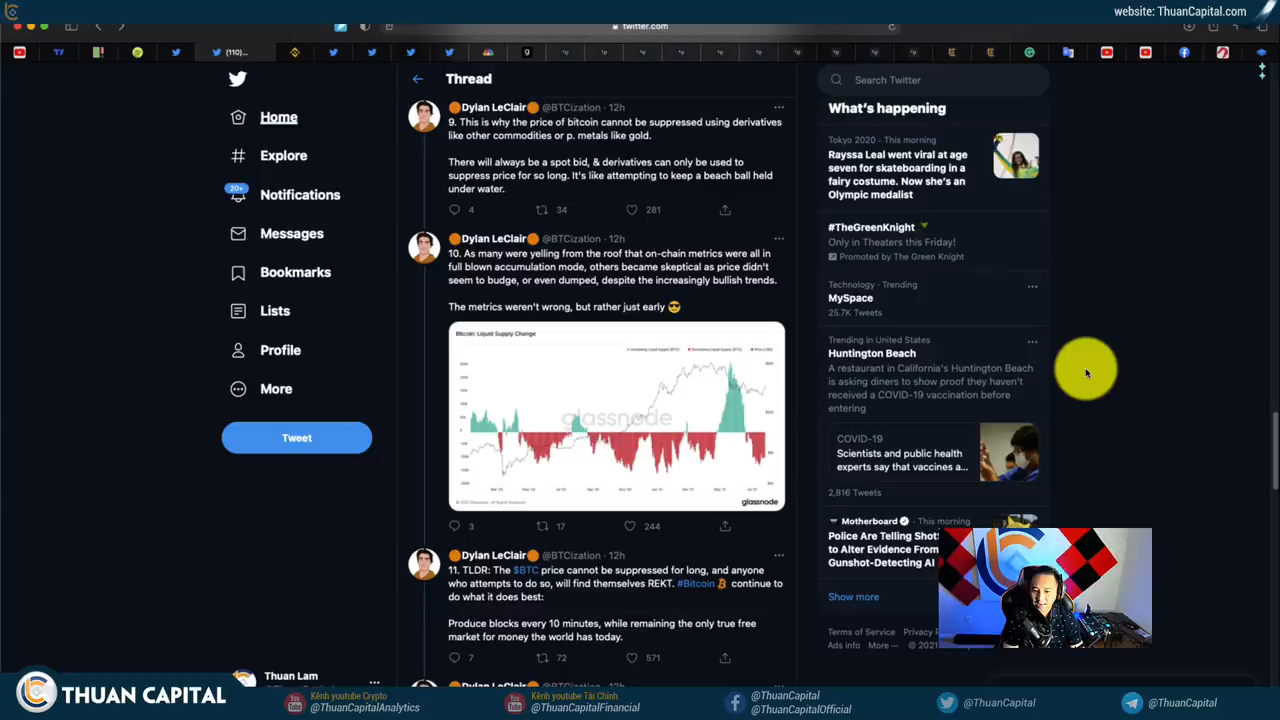 website: ThuanCapital.com
twitter.com
(110)...
Thread
Search Twitter
Home
Explore
20+
Notifications
Messages
Bookmarks
Lists
Profile
More
Tweet
Thuan Lam
Dylan LeClair @BTCization · 12h
9. This is why the price of bitcoin cannot be suppressed using derivatives
like other commodities or p. metals like gold.
There will always be a spot bid, & derivatives can only be used to
suppress price for so long. It's like attempting to keep a beach ball held
under water.
4 34 281
Dylan LeClair @BTCization · 12h
10. As many were yelling from the roof that on-chain metrics were all in
full blown accumulation mode, others became skeptical as price didn't
seem to budge, or even dumped, despite the increasingly bullish trends.
The metrics weren't wrong, but rather just early 😎
Bitcoin: Liquid Supply Change
glassnode
glassnode
3 17 244
Dylan LeClair @BTCization · 12h
11. TLDR: The $BTC price cannot be suppressed for long, and anyone
who attempts to do so, will find themselves REKT. #Bitcoin continue to
do what it does best:
Produce blocks every 10 minutes, while remaining the only true free
market for money the world has today.
7 72 571
What's happening
Tokyo 2020 · This morning
Rayssa Leal went viral at age
seven for skateboarding in a
fairy costume. Now she's an
Olympic medalist
#TheGreenKnight
Only in Theaters this Friday!
Promoted by The Green Knight
Technology · Trending
MySpace
25.7K Tweets
Trending in United States
Huntington Beach
A restaurant in California's Huntington Beach
is asking diners to show proof they haven't
received a COVID-19 vaccination before
entering
COVID-19
Scientists and public health
experts say that vaccines a...
2,816 Tweets
Motherboard · This morning
Police Are Telling Shot
to Alter Evidence From
Gunshot-Detecting AI
Show more
Terms of Service Privacy
Ads info More ··· © 2021
THUAN CAPITAL
Kênh youtube Crypto
@ThuanCapitalAnalytics
Kênh youtube Tài Chính
@ThuanCapitalFinancial
@ThuanCapital
@ThuanCapitalOfficial
@ThuanCapital
@ThuanCapital